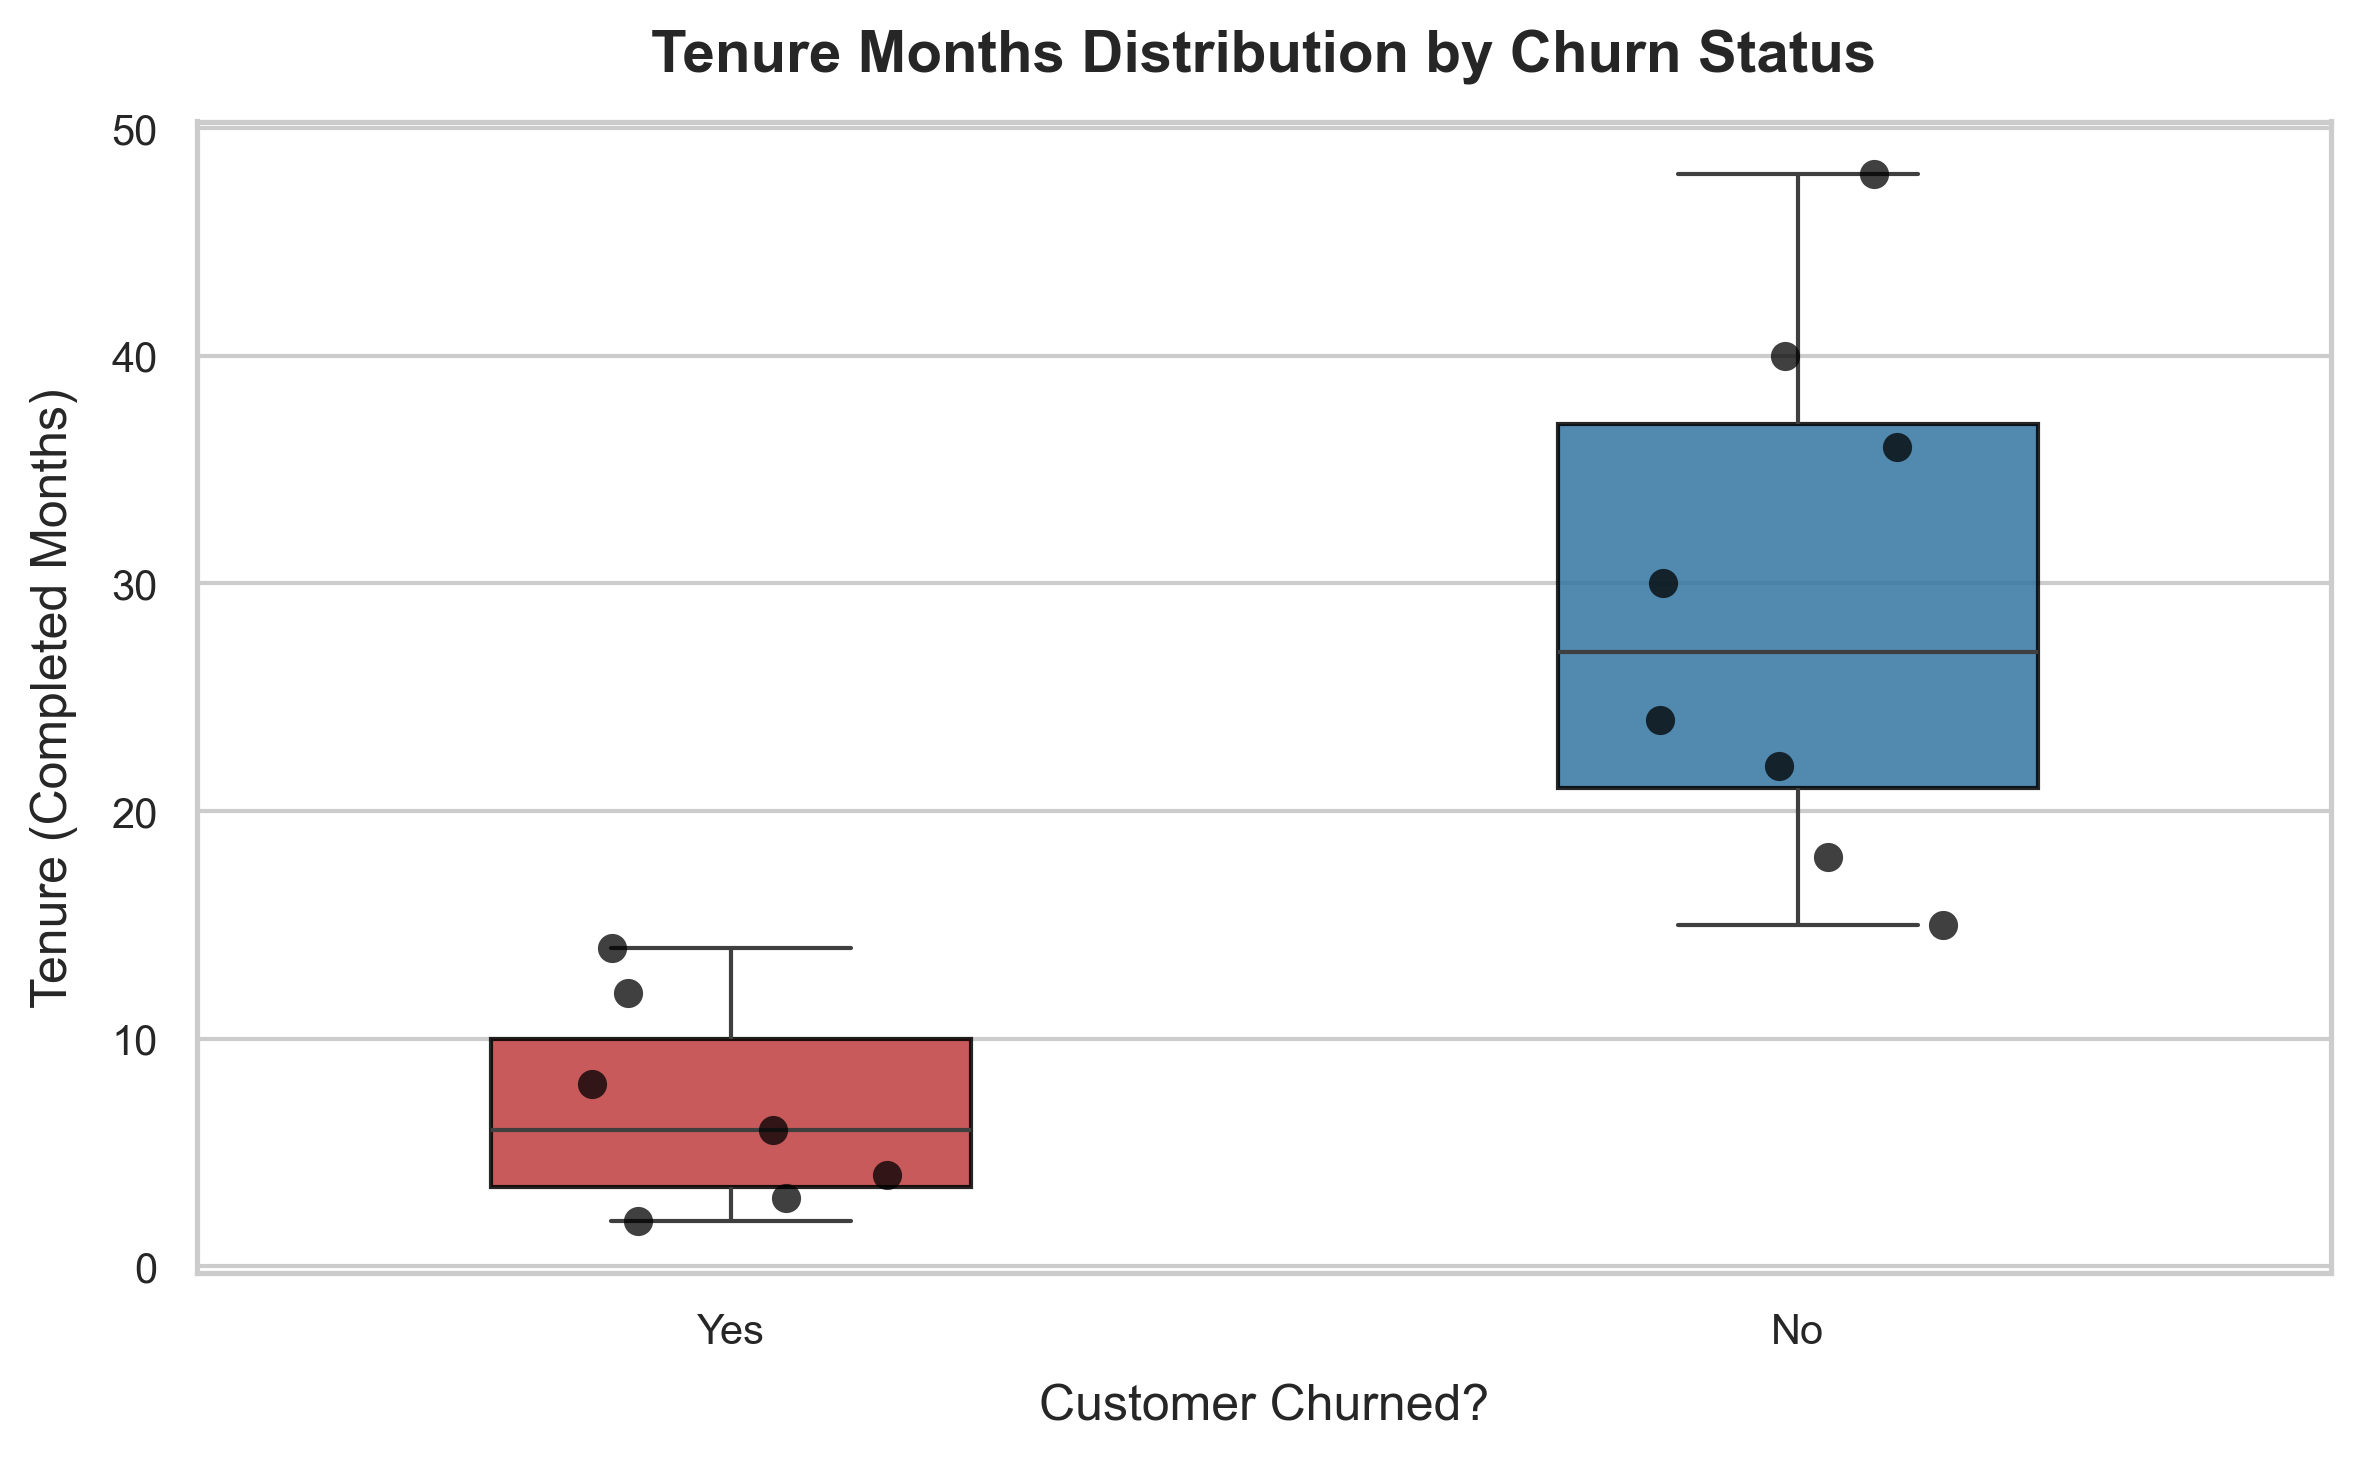 Tenure Months Distribution by Churn Status
Tenure (Completed Months)
50
40
30
20
10
0
Yes
No
Customer Churned?